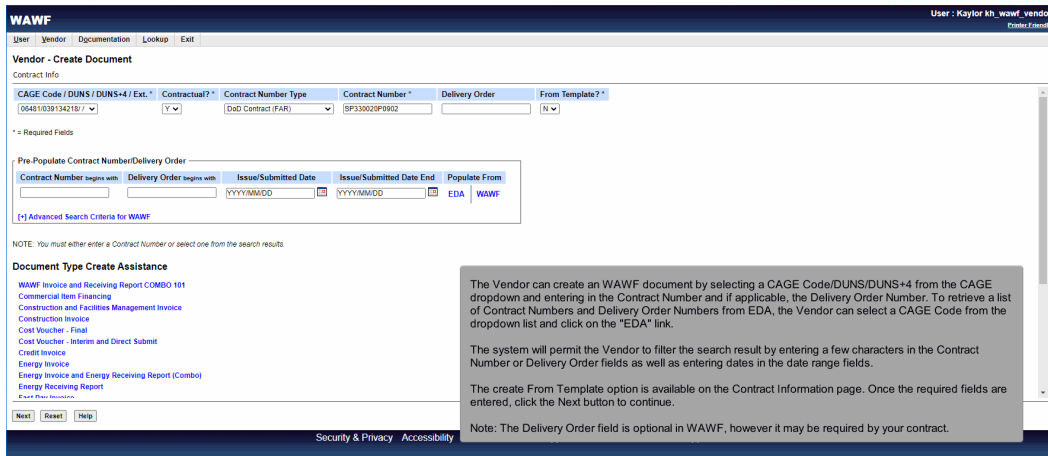 WAWF
User : Kaylor kh_wawf_vendo
Printer Friendl
User Vendor Documentation Lookup Exit
Vendor - Create Document
Contract Info
CAGE Code / DUNS / DUNS+4 / Ext. * Contractual? * Contract Number Type Contract Number * Delivery Order From Template? *
06481/039134218/ / Y DoD Contract (FAR) SP330020P0902 N
* = Required Fields
Pre-Populate Contract Number/Delivery Order
Contract Number begins with Delivery Order begins with Issue/Submitted Date Issue/Submitted Date End Populate From
YYYY/MM/DD YYYY/MM/DD EDA WAWF
[+] Advanced Search Criteria for WAWF
NOTE: You must either enter a Contract Number or select one from the search results.
Document Type Create Assistance
WAWF Invoice and Receiving Report COMBO 101
Commercial Item Financing
Construction and Facilities Management Invoice
Construction Invoice
Cost Voucher - Final
Cost Voucher - Interim and Direct Submit
Credit Invoice
Energy Invoice
Energy Invoice and Energy Receiving Report (Combo)
Energy Receiving Report
Fast Pay Invoice
The Vendor can create an WAWF document by selecting a CAGE Code/DUNS/DUNS+4 from the CAGE
dropdown and entering in the Contract Number and if applicable, the Delivery Order Number. To retrieve a list
of Contract Numbers and Delivery Order Numbers from EDA, the Vendor can select a CAGE Code from the
dropdown list and click on the "EDA" link.
The system will permit the Vendor to filter the search result by entering a few characters in the Contract
Number or Delivery Order fields as well as entering dates in the date range fields.
The create From Template option is available on the Contract Information page. Once the required fields are
entered, click the Next button to continue.
Note: The Delivery Order field is optional in WAWF, however it may be required by your contract.
Next Reset Help
Security & Privacy Accessibility